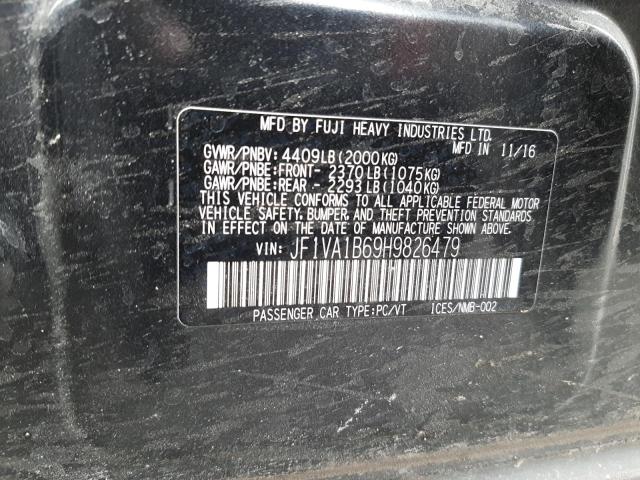 MFD BY FUJI HEAVY INDUSTRIES LTD.
MFD IN 11/16
GVWR/PNBV: 4409LB(2000KG)
GAWR/PNBE:FRONT- 2370LB(1075KG)
GAWR/PNBE:REAR - 2293LB(1040KG)
THIS VEHICLE CONFORMS TO ALL APPLICABLE FEDERAL MOTOR
VEHICLE SAFETY, BUMPER, AND THEFT PREVENTION STANDARDS
IN EFFECT ON THE DATE OF MANUFACTURE SHOWN ABOVE.
VIN: JF1VA1B69H9826479
PASSENGER CAR TYPE:PC/VT ICES/NMB-002